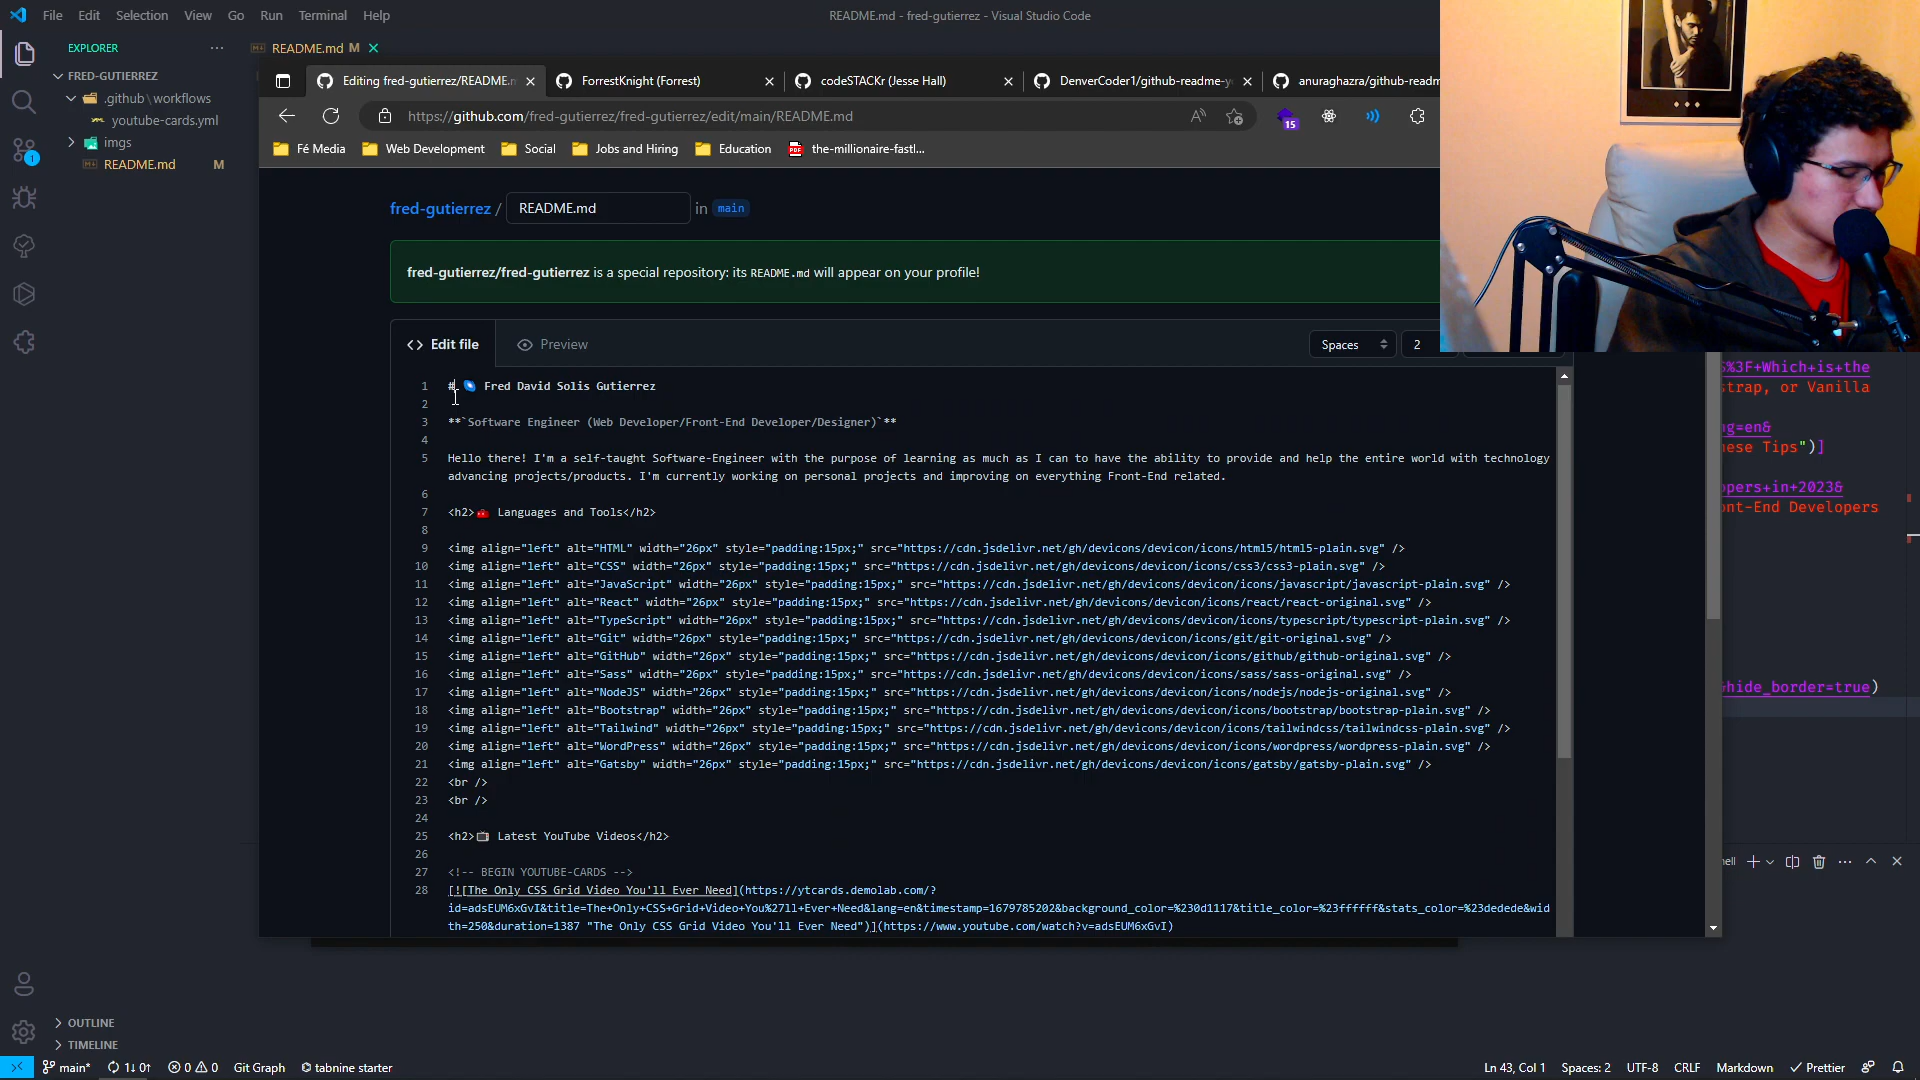 File Edit Selection View Go Run Terminal Help
README.md - fred-gutierrez - Visual Studio Code
EXPLORER
README.md M
FRED-GUTIERREZ
.github\workflows
youtube-cards.yml
imgs
README.md M
1
Editing fred-gutierrez/README.m
ForrestKnight (Forrest)
codeSTACKr (Jesse Hall)
DenverCoder1/github-readme-y
anuraghazra/github-readm
https://github.com/fred-gutierrez/fred-gutierrez/edit/main/README.md
15
Fé Media
Web Development
Social
Jobs and Hiring
Education
the-millionaire-fastl...
fred-gutierrez / README.md in main
fred-gutierrez/fred-gutierrez is a special repository: its README.md will appear on your profile!
<> Edit file
Preview
Spaces
2
1 # Fred David Solis Gutierrez
2
3 **`Software Engineer (Web Developer/Front-End Developer/Designer)`**
4
5 Hello there! I'm a self-taught Software-Engineer with the purpose of learning as much as I can to have the ability to provide and help the entire world with technology
advancing projects/products. I'm currently working on personal projects and improving on everything Front-End related.
6
7 <h2>🧰 Languages and Tools</h2>
8
9 <img align="left" alt="HTML" width="26px" style="padding:15px;" src="https://cdn.jsdelivr.net/gh/devicons/devicon/icons/html5/html5-plain.svg" />
10 <img align="left" alt="CSS" width="26px" style="padding:15px;" src="https://cdn.jsdelivr.net/gh/devicons/devicon/icons/css3/css3-plain.svg" />
11 <img align="left" alt="JavaScript" width="26px" style="padding:15px;" src="https://cdn.jsdelivr.net/gh/devicons/devicon/icons/javascript/javascript-plain.svg" />
12 <img align="left" alt="React" width="26px" style="padding:15px;" src="https://cdn.jsdelivr.net/gh/devicons/devicon/icons/react/react-original.svg" />
13 <img align="left" alt="TypeScript" width="26px" style="padding:15px;" src="https://cdn.jsdelivr.net/gh/devicons/devicon/icons/typescript/typescript-plain.svg" />
14 <img align="left" alt="Git" width="26px" style="padding:15px;" src="https://cdn.jsdelivr.net/gh/devicons/devicon/icons/git/git-original.svg" />
15 <img align="left" alt="GitHub" width="26px" style="padding:15px;" src="https://cdn.jsdelivr.net/gh/devicons/devicon/icons/github/github-original.svg" />
16 <img align="left" alt="Sass" width="26px" style="padding:15px;" src="https://cdn.jsdelivr.net/gh/devicons/devicon/icons/sass/sass-original.svg" />
17 <img align="left" alt="NodeJS" width="26px" style="padding:15px;" src="https://cdn.jsdelivr.net/gh/devicons/devicon/icons/nodejs/nodejs-original.svg" />
18 <img align="left" alt="Bootstrap" width="26px" style="padding:15px;" src="https://cdn.jsdelivr.net/gh/devicons/devicon/icons/bootstrap/bootstrap-plain.svg" />
19 <img align="left" alt="Tailwind" width="26px" style="padding:15px;" src="https://cdn.jsdelivr.net/gh/devicons/devicon/icons/tailwindcss/tailwindcss-plain.svg" />
20 <img align="left" alt="WordPress" width="26px" style="padding:15px;" src="https://cdn.jsdelivr.net/gh/devicons/devicon/icons/wordpress/wordpress-plain.svg" />
21 <img align="left" alt="Gatsby" width="26px" style="padding:15px;" src="https://cdn.jsdelivr.net/gh/devicons/devicon/icons/gatsby/gatsby-plain.svg" />
22 <br />
23 <br />
24
25 <h2>📺 Latest YouTube Videos</h2>
26
27 <!-- BEGIN YOUTUBE-CARDS -->
28 [![The Only CSS Grid Video You'll Ever Need](https://ytcards.demolab.com/?
id=adsEUM6xGvI&title=The+Only+CSS+Grid+Video+You%27ll+Ever+Need&lang=en&timestamp=1679785202&background_color=%230d1117&title_color=%23ffffff&stats_color=%23dedede&wid
th=250&duration=1387 "The Only CSS Grid Video You'll Ever Need")](https://www.youtube.com/watch?v=adsEUM6xGvI)
S%3F+Which+is+the
strap, or Vanilla
ng=en&
nese Tips")]
opers+in+2023&
ont-End Developers
&hide_border=true)
ell
OUTLINE
TIMELINE
main* 1↓ 0↑ 0 0 Git Graph tabnine starter
Ln 43, Col 1 Spaces: 2 UTF-8 CRLF Markdown Prettier